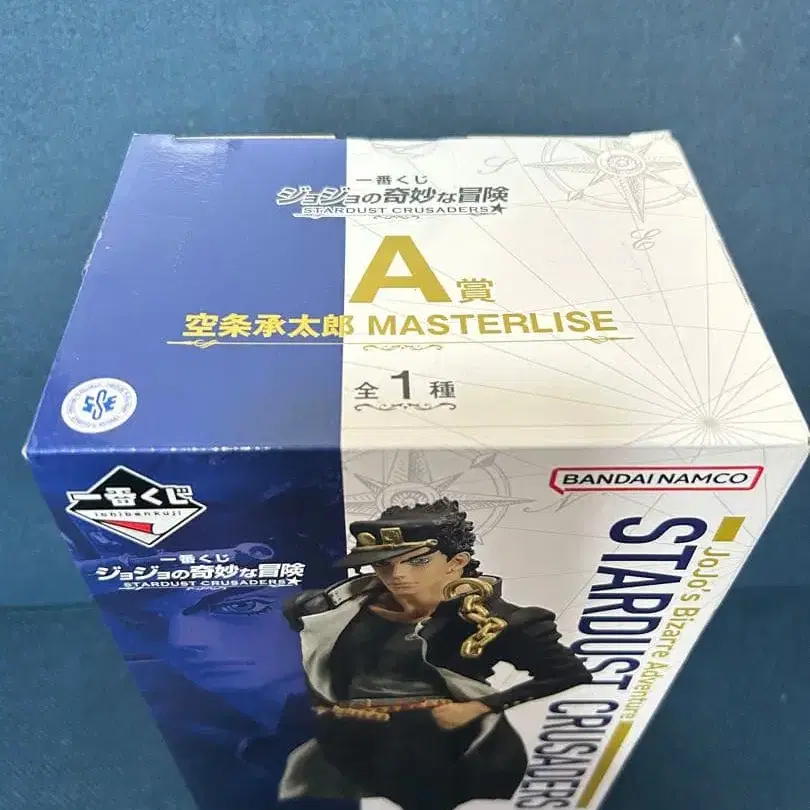 一番くじ
ジョジョの奇妙な冒険
STARDUST CRUSADERS★
A賞
空条承太郎 MASTERLISE
全1種
一番くじ
ichibankuji
BANDAI NAMCO
一番くじ
ジョジョの奇妙な冒険
STARDUST CRUSADERS★
JoJo's Bizarre Adventure
STARDUST CRUSADERS